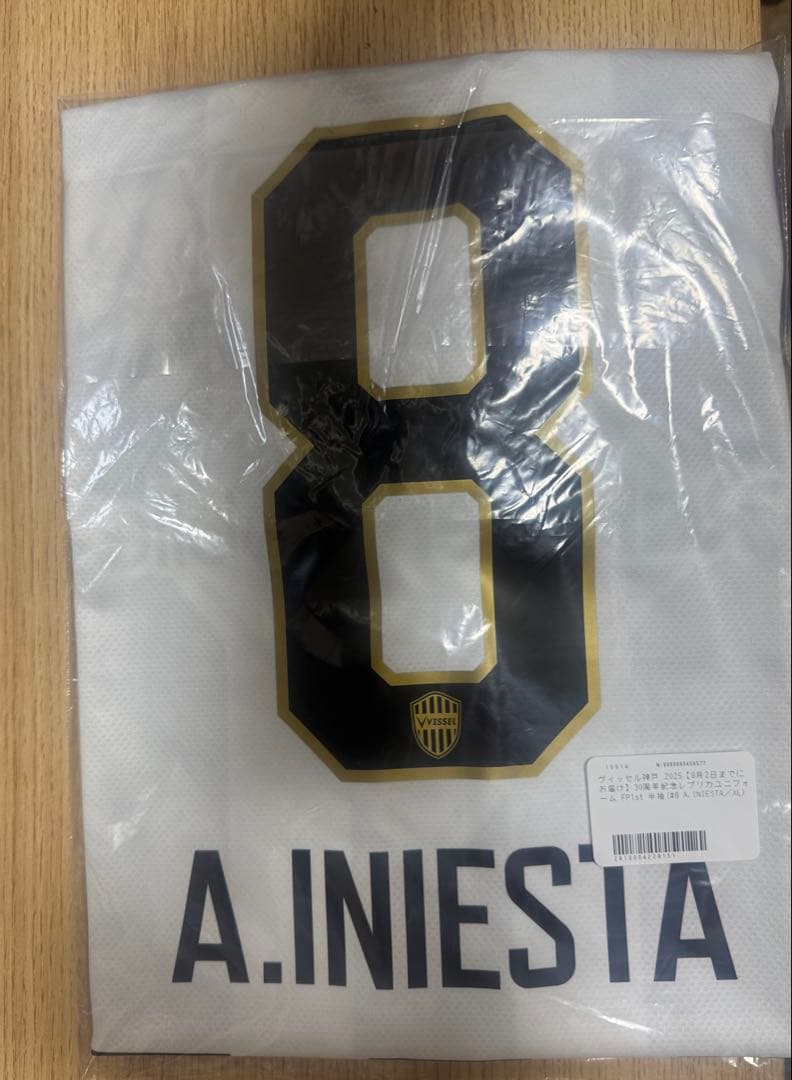 8
VISSEL
ヴィッセル神戸 2025【8月2日までに
お届け】30周年記念レプリカユニフォ
ーム FP1st 半袖(#8 A.INIESTA/XL)
A.INIESTA